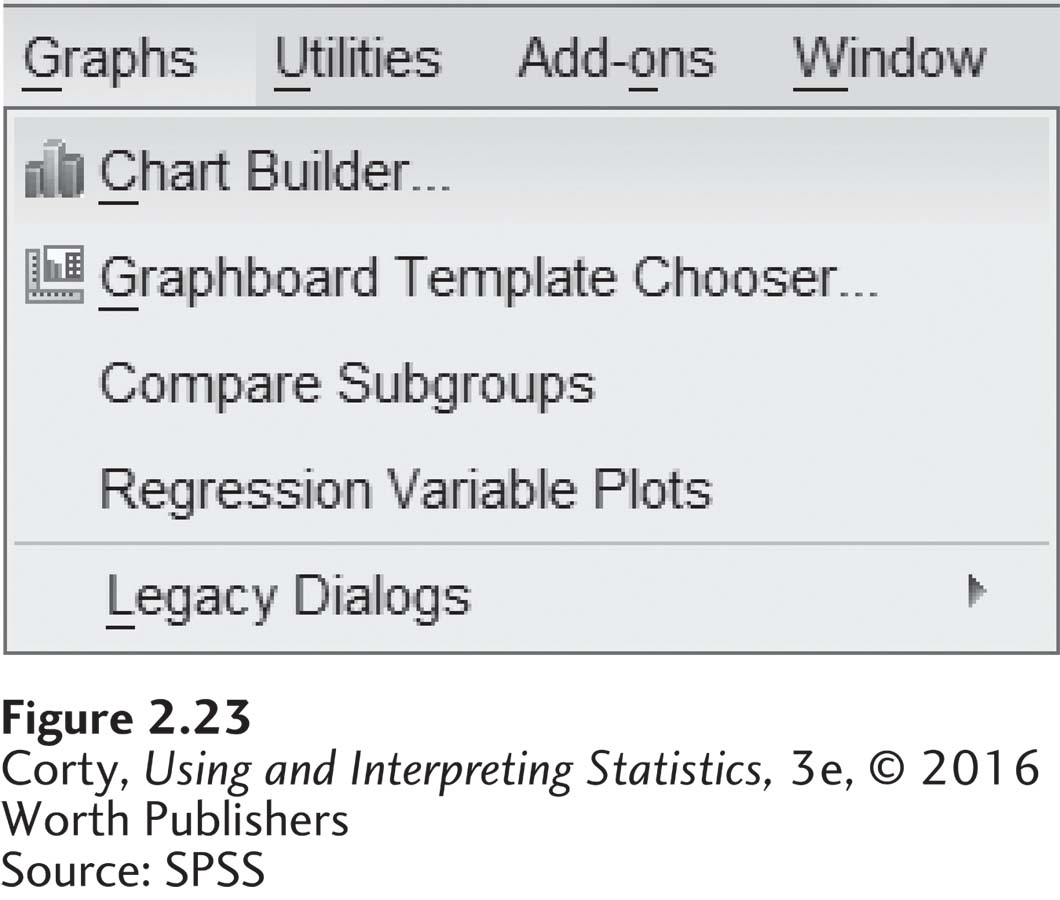 Graphs Utilities Add-ons Window
Chart Builder...
Graphboard Template Chooser...
Compare Subgroups
Regression Variable Plots
Legacy Dialogs
Figure 2.23
Corty, Using and Interpreting Statistics, 3e, © 2016
Worth Publishers
Source: SPSS